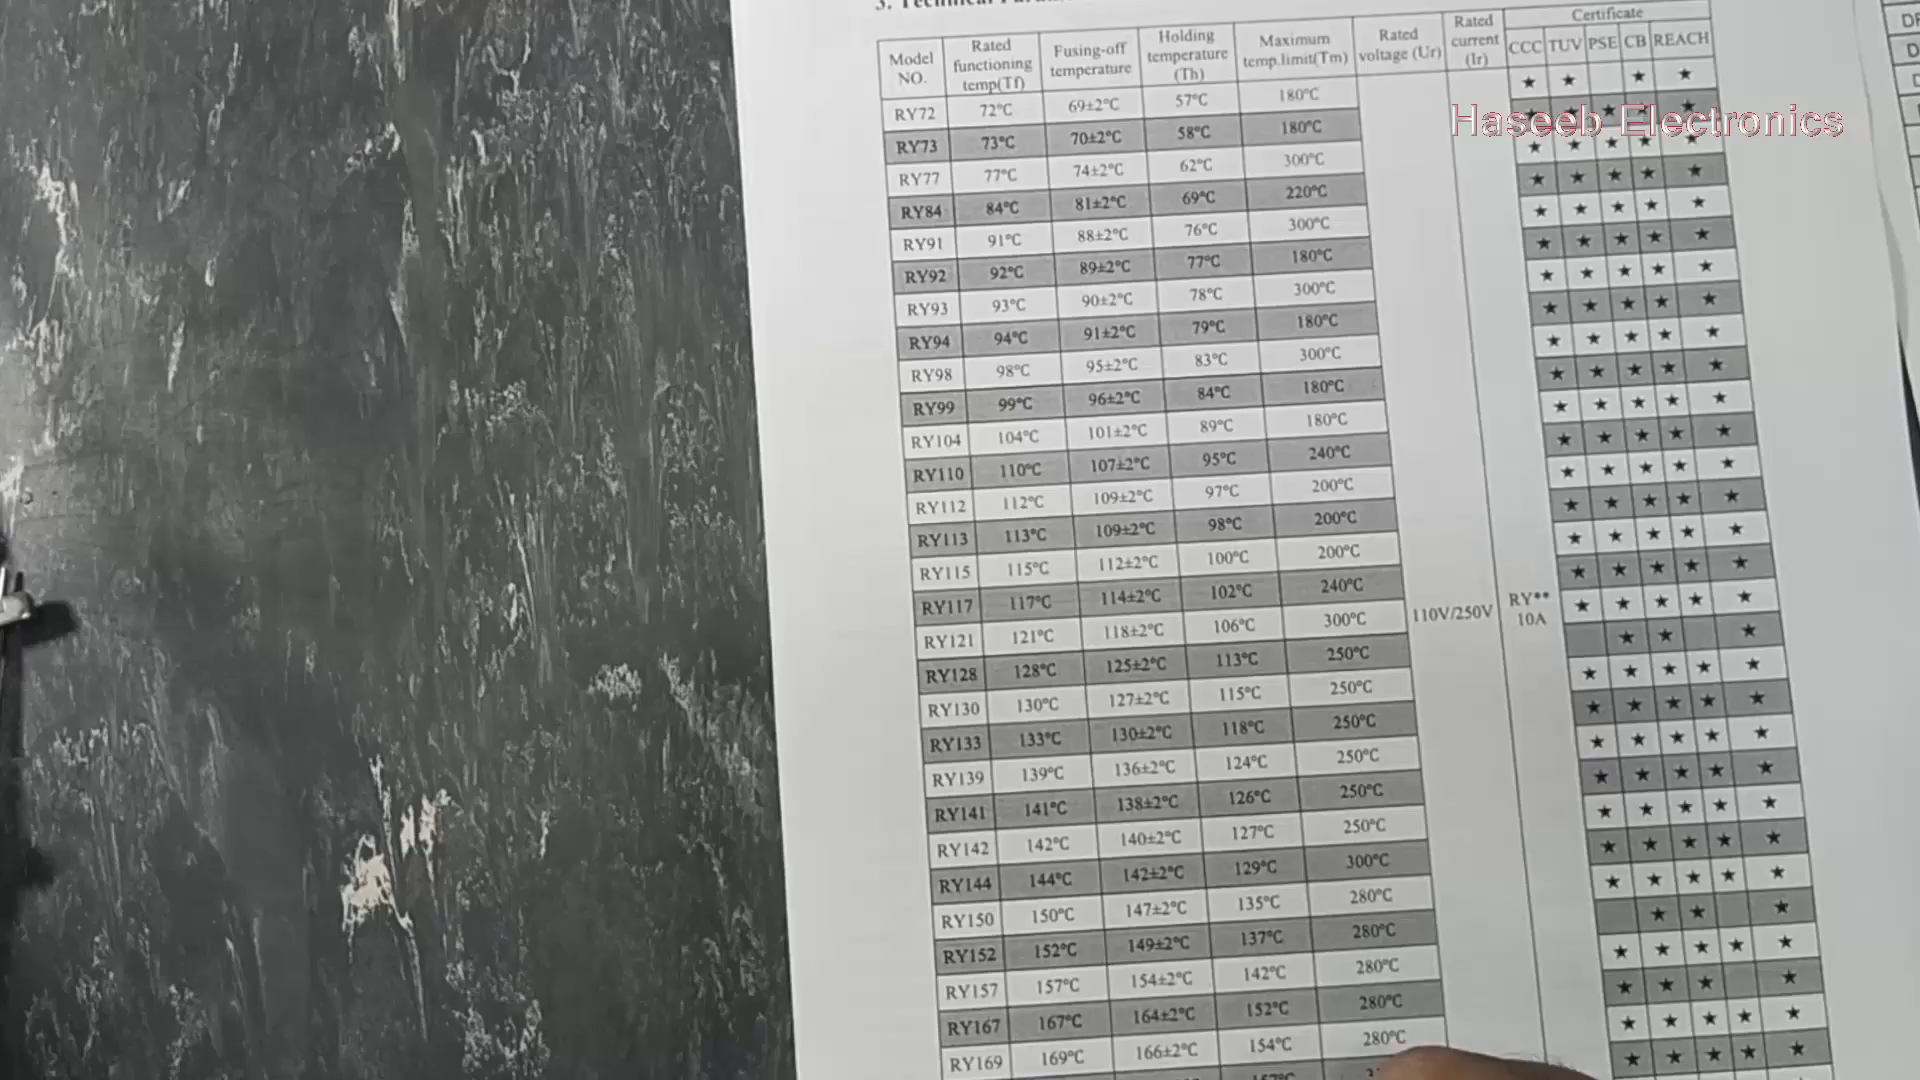 Haseeb Electronics
Model NO. Rated functioning temp(Tf) Fusing-off temperature Holding temperature (Th) Maximum temp.limit(Tm) Rated voltage (Ur) Rated current (Ir) Certificate
CCC TUV PSE CB REACH
RY72 72°C 69±2°C 57°C 180°C
RY73 73°C 70±2°C 58°C 180°C
RY77 77°C 74±2°C 62°C 300°C
RY84 84°C 81±2°C 69°C 220°C
RY91 91°C 88±2°C 76°C 300°C
RY92 92°C 89±2°C 77°C 180°C
RY93 93°C 90±2°C 78°C 300°C
RY94 94°C 91±2°C 79°C 180°C
RY98 98°C 95±2°C 83°C 300°C
RY99 99°C 96±2°C 84°C 180°C
RY104 104°C 101±2°C 89°C 180°C
RY110 110°C 107±2°C 95°C 240°C
RY112 112°C 109±2°C 97°C 200°C
RY113 113°C 109±2°C 98°C 200°C
RY115 115°C 112±2°C 100°C 200°C
RY117 117°C 114±2°C 102°C 240°C
RY121 121°C 118±2°C 106°C 300°C 110V/250V RY** 10A
RY128 128°C 125±2°C 113°C 250°C
RY130 130°C 127±2°C 115°C 250°C
RY133 133°C 130±2°C 118°C 250°C
RY139 139°C 136±2°C 124°C 250°C
RY141 141°C 138±2°C 126°C 250°C
RY142 142°C 140±2°C 127°C 250°C
RY144 144°C 142±2°C 129°C 300°C
RY150 150°C 147±2°C 135°C 280°C
RY152 152°C 149±2°C 137°C 280°C
RY157 157°C 154±2°C 142°C 280°C
RY167 167°C 164±2°C 152°C 280°C
RY169 169°C 166±2°C 154°C 280°C